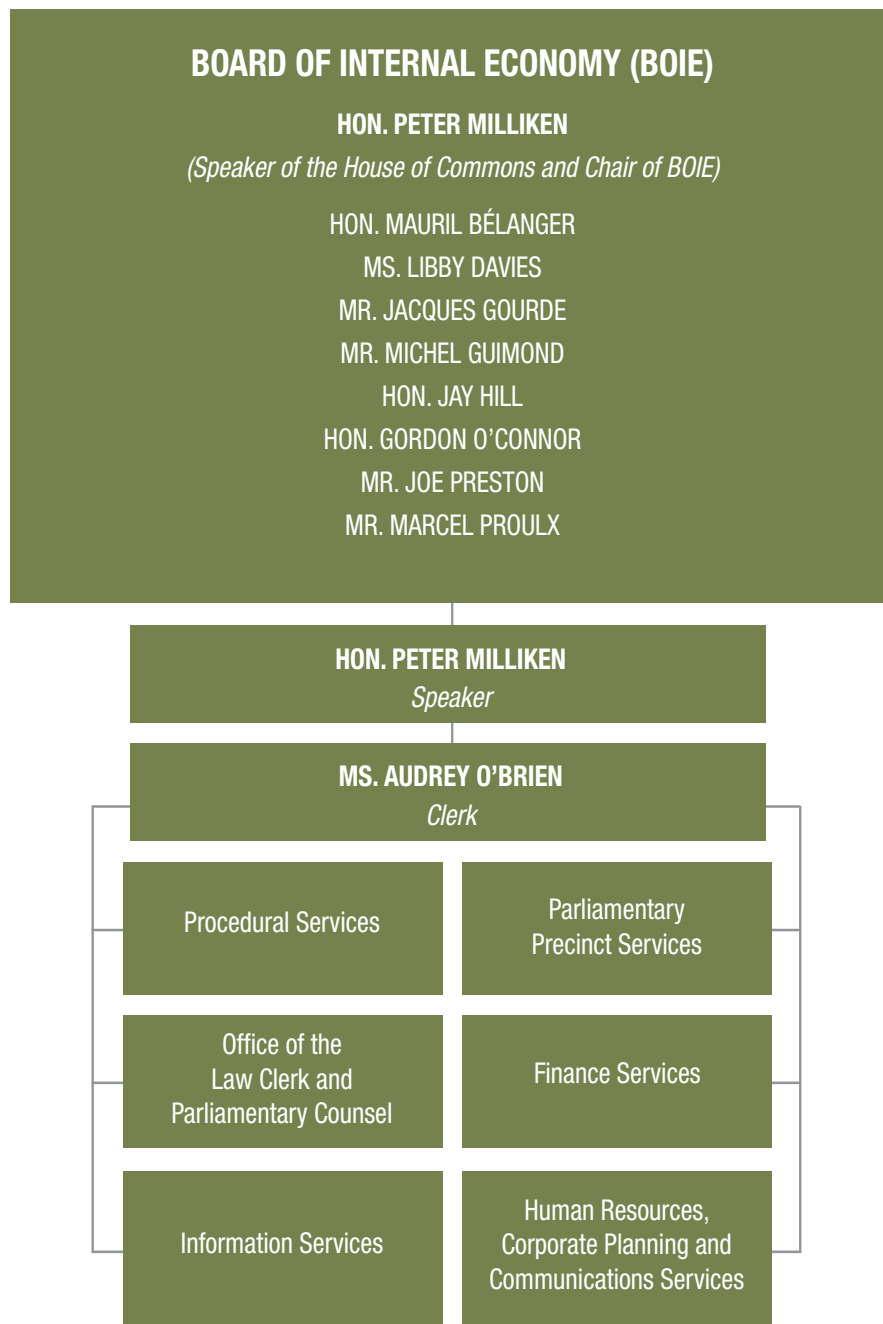 BOARD OF INTERNAL ECONOMY (BOIE)
HON. PETER MILLIKEN
(Speaker of the House of Commons and Chair of BOIE)
HON. MAURIL BÉLANGER
MS. LIBBY DAVIES
MR. JACQUES GOURDE
MR. MICHEL GUIMOND
HON. JAY HILL
HON. GORDON O’CONNOR
MR. JOE PRESTON
MR. MARCEL PROULX
HON. PETER MILLIKEN
Speaker
MS. AUDREY O’BRIEN
Clerk
Procedural Services
Parliamentary
Precinct Services
Office of the
Law Clerk and
Parliamentary Counsel
Finance Services
Information Services
Human Resources,
Corporate Planning and
Communications Services